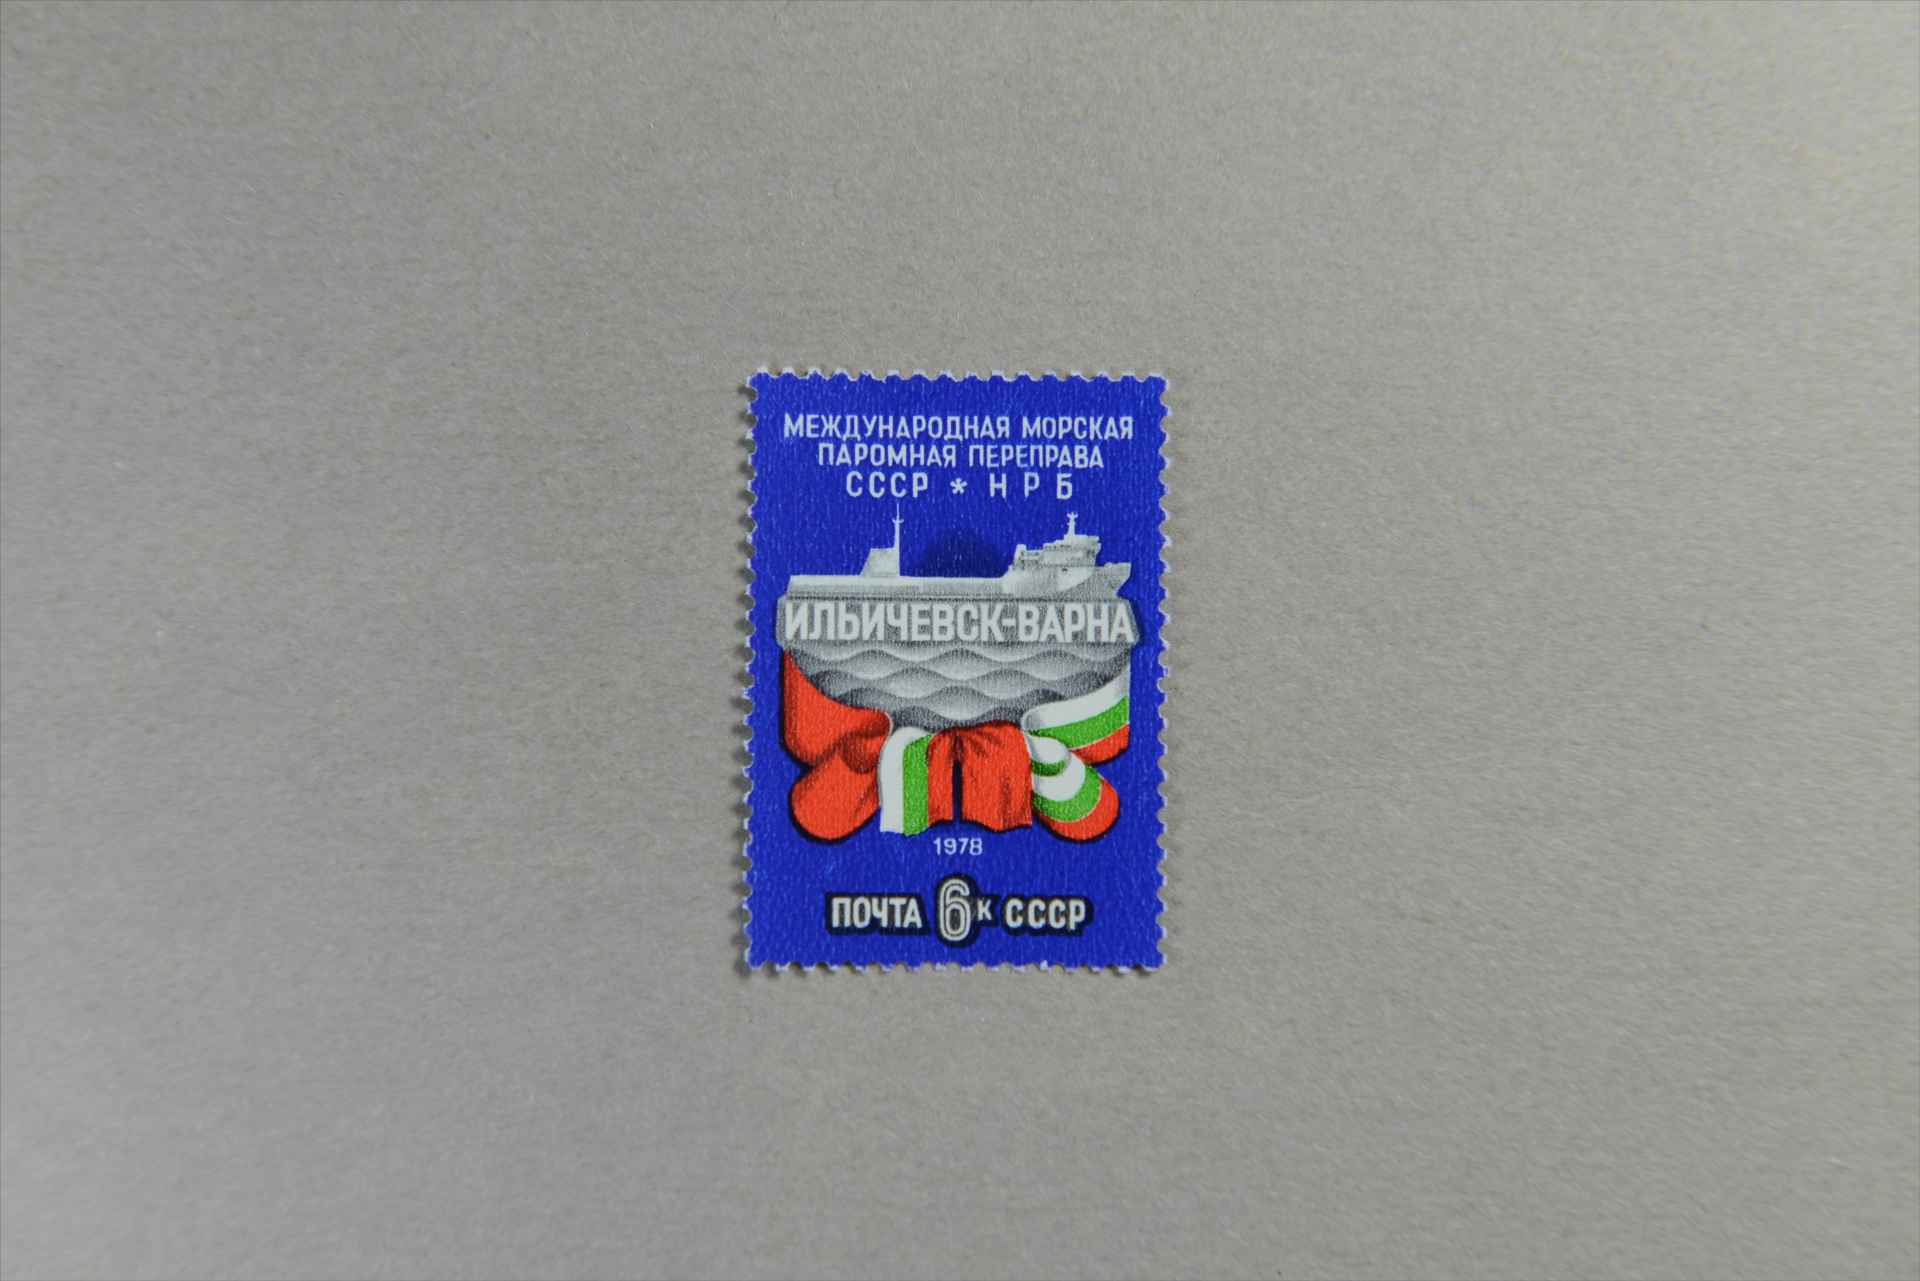 МЕЖДУНАРОДНАЯ МОРСКАЯ
ПАРОМНАЯ ПЕРЕПРАВА
СССР * НРБ
ИЛЬИЧЕВСК-ВАРНА
1978
ПОЧТА 6К СССР